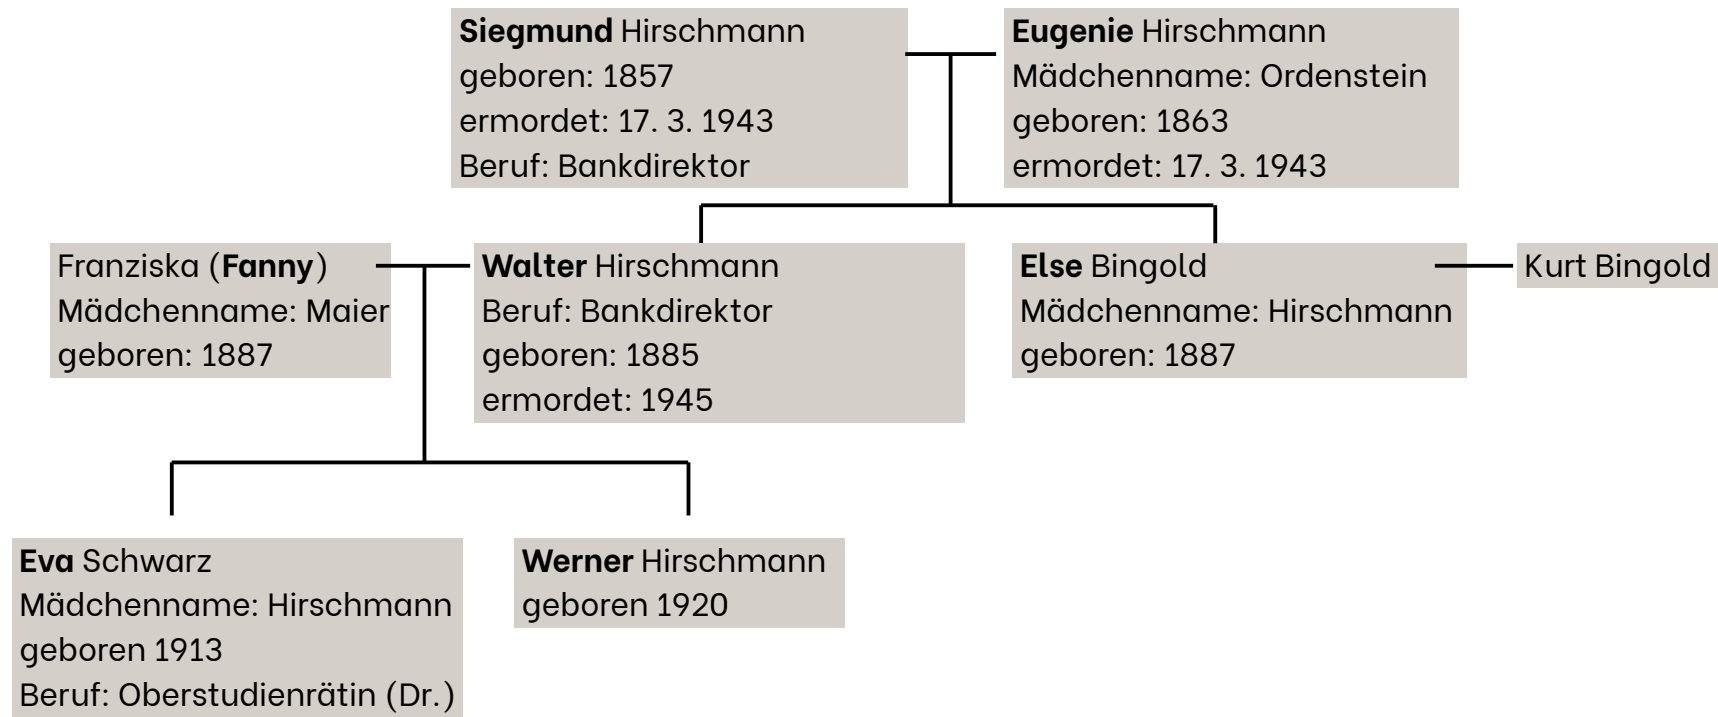 Siegmund Hirschmann
geboren: 1857
ermordet: 17. 3. 1943
Beruf: Bankdirektor
Eugenie Hirschmann
Mädchenname: Ordenstein
geboren: 1863
ermordet: 17. 3. 1943
Franziska (Fanny)
Mädchenname: Maier
geboren: 1887
Walter Hirschmann
Beruf: Bankdirektor
geboren: 1885
ermordet: 1945
Else Bingold
Mädchenname: Hirschmann
geboren: 1887
Kurt Bingold
Eva Schwarz
Mädchenname: Hirschmann
geboren 1913
Beruf: Oberstudienrätin (Dr.)
Werner Hirschmann
geboren 1920